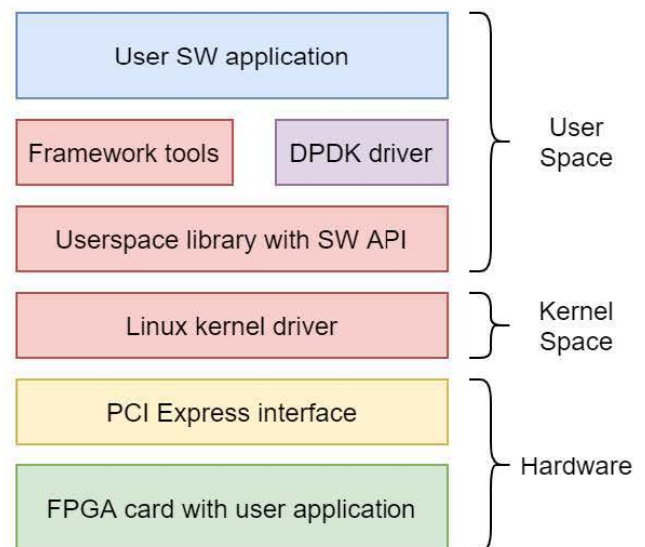 User SW application
Framework tools
DPDK driver
User
Space
Userspace library with SW API
Linux kernel driver
Kernel
Space
PCI Express interface
Hardware
FPGA card with user application